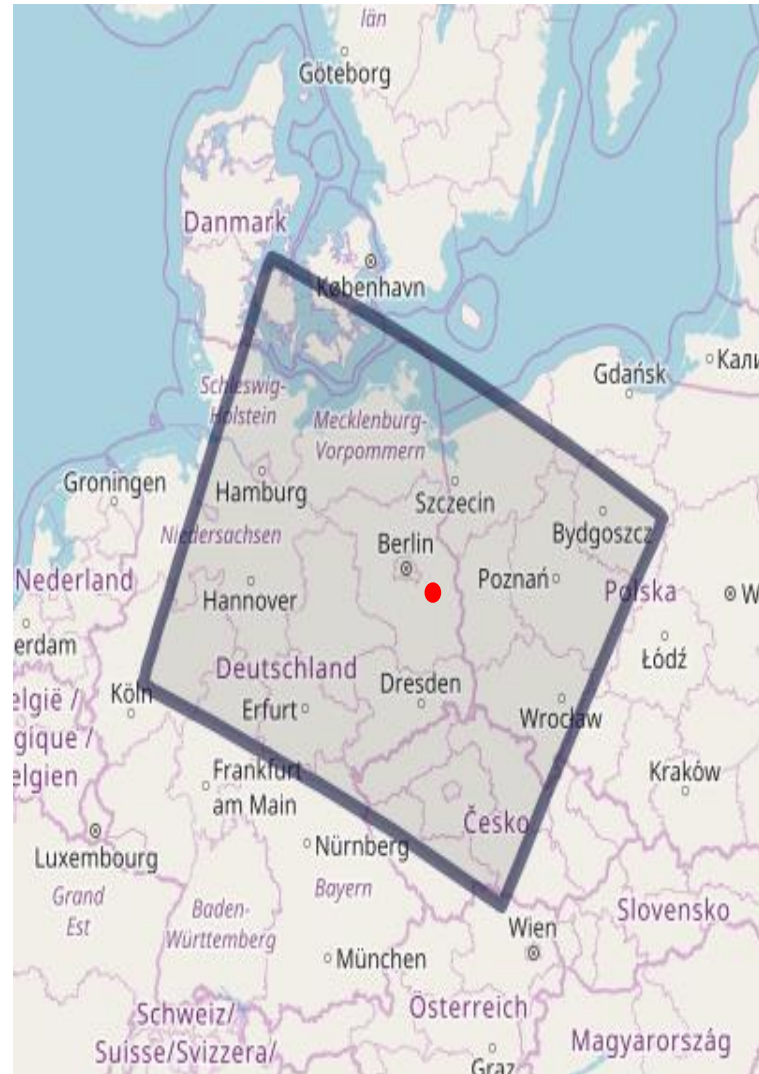 län
Göteborg
Danmark
København
Gdańsk
Schleswig-
Holstein
Mecklenburg-
Vorpommern
Groningen
Hamburg
Szczecin
Bydgoszcz
Niedersachsen
Berlin
Nederland
Hannover
Poznań
Polska
W
erdam
Łódź
Deutschland
Dresden
Köln
elgië /
gique /
elgien
Erfurt
Wrocław
Frankfurt
am Main
Kraków
Česko
Luxembourg
Nürnberg
Grand
Est
Bayern
Baden-
Württemberg
Wien
Slovensko
München
Österreich
Schweiz/
Suisse/Svizzera/
Magyarország
Graz